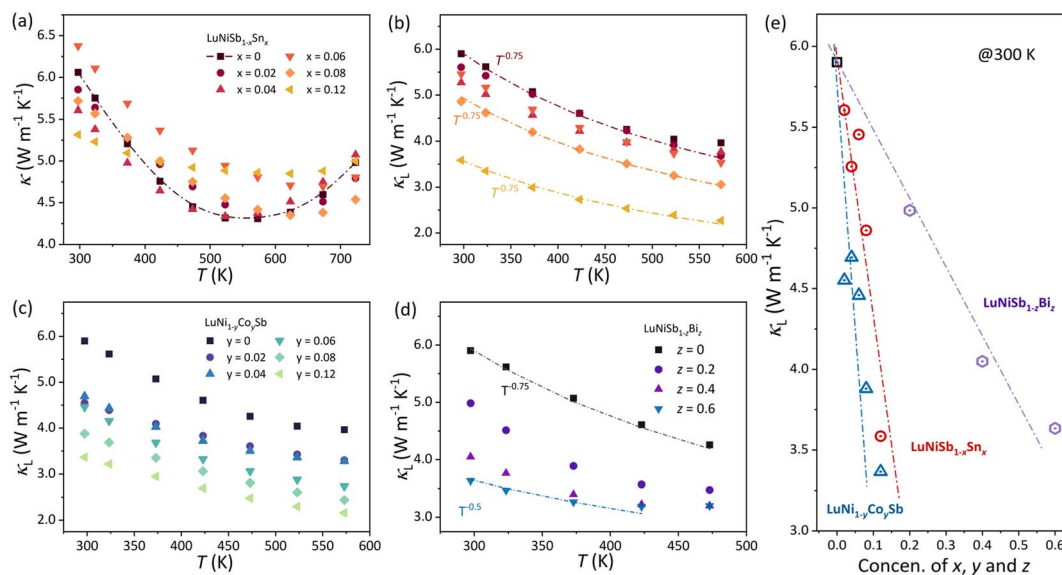 (a)
LuNiSb1-xSnx
x = 0
x = 0.02
x = 0.04
x = 0.06
x = 0.08
x = 0.12
κ (W m-1 K-1)
6.5
6.0
5.5
5.0
4.5
4.0
300
400
500
600
700
T (K)
(b)
T-0.75
T-0.75
T-0.75
κL (W m-1 K-1)
6.0
5.0
4.0
3.0
2.0
300
350
400
450
500
550
600
T (K)
(c)
LuNi1-yCoySb
y = 0
y = 0.02
y = 0.04
y = 0.06
y = 0.08
y = 0.12
κL (W m-1 K-1)
6.0
5.0
4.0
3.0
2.0
300
350
400
450
500
550
600
T (K)
(d)
LuNiSb1-zBiz
z = 0
z = 0.2
z = 0.4
z = 0.6
T-0.75
T-0.5
κL (W m-1 K-1)
6.0
5.0
4.0
3.0
2.0
300
350
400
450
500
T (K)
(e)
@300 K
LuNiSb1-zBiz
LuNiSb1-xSnx
LuNi1-yCoySb
κL (W m-1 K-1)
6.0
5.5
5.0
4.5
4.0
3.5
3.0
0.0
0.1
0.2
0.3
0.4
0.5
0.6
Concen. of x, y and z